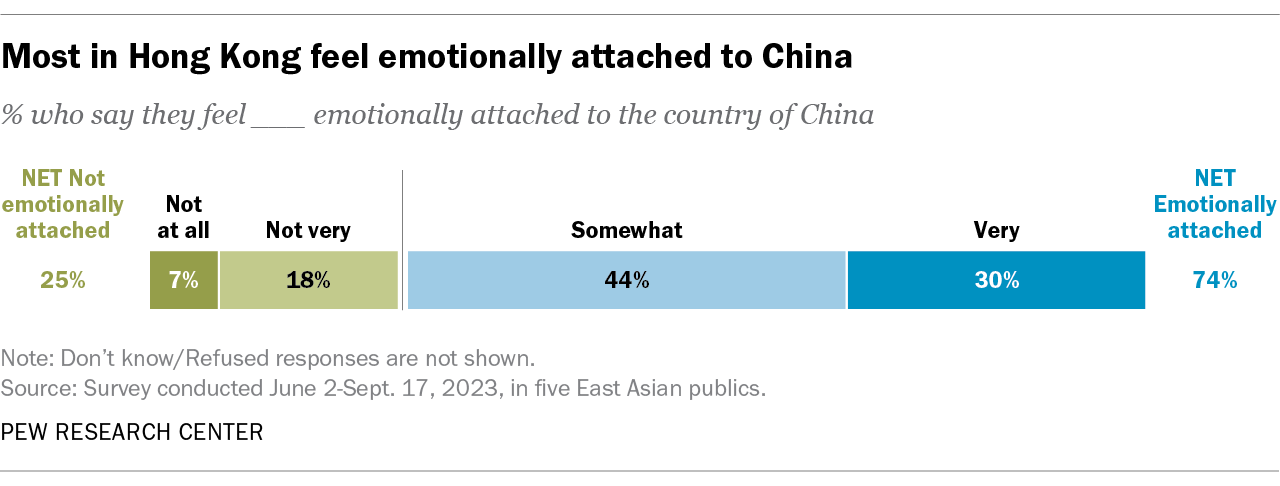 Most in Hong Kong feel emotionally attached to China
% who say they feel ___ emotionally attached to the country of China
NET Not
emotionally
attached
Not
at all
Not very
Somewhat
Very
NET
Emotionally
attached
25%
7%
18%
44%
30%
74%
Note: Don’t know/Refused responses are not shown.
Source: Survey conducted June 2-Sept. 17, 2023, in five East Asian publics.
PEW RESEARCH CENTER